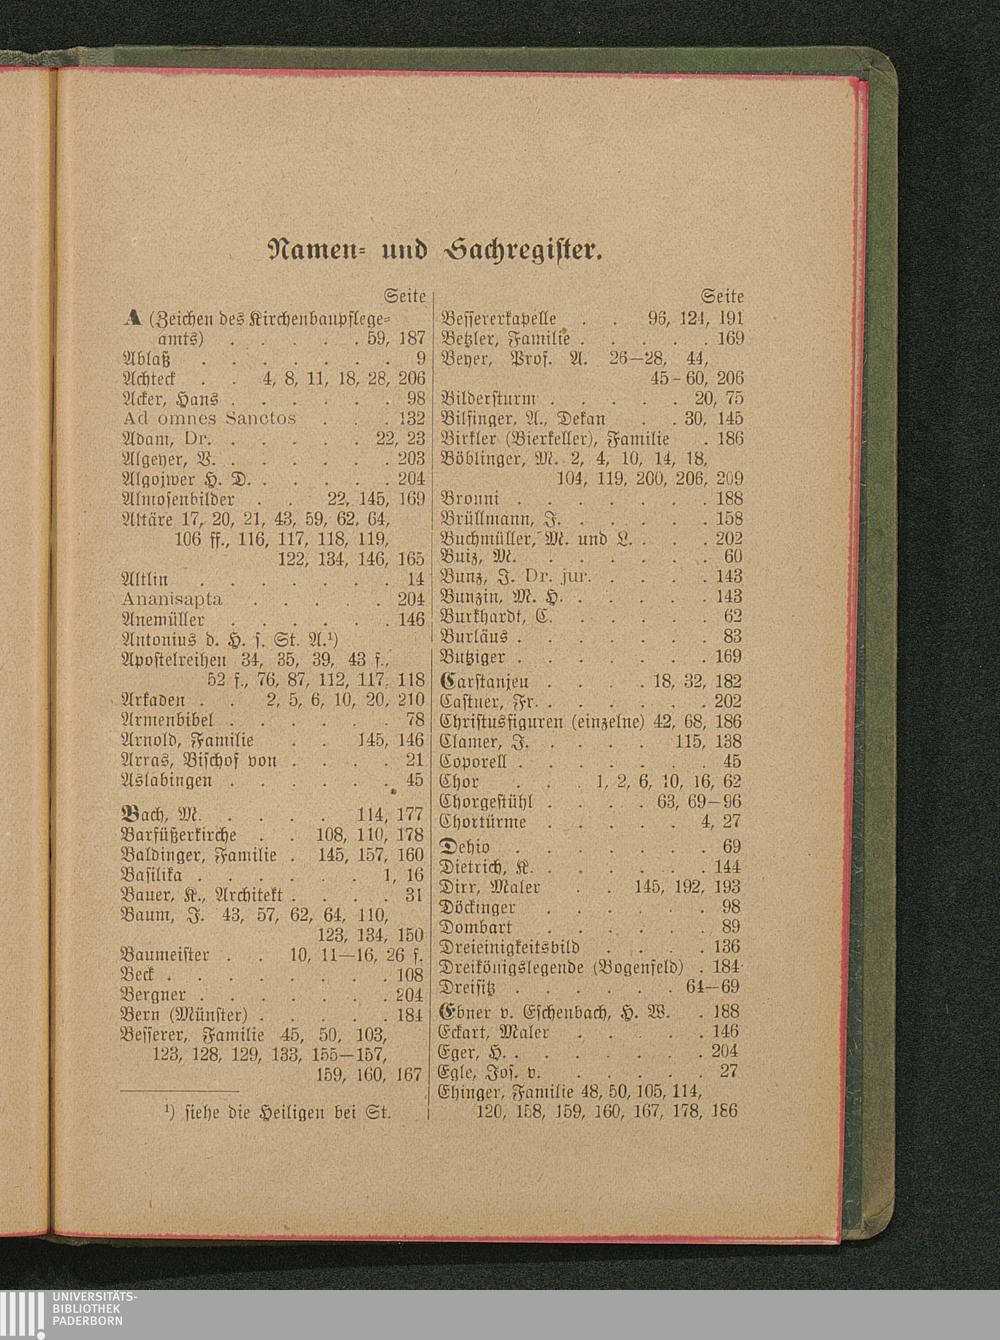 Namen- und Sachregister.
Seite
A (Zeichen des Kirchenbaupflege-
amts) . . . . . 59, 187
Ablaß . . . . . . . 9
Achteck . . 4, 8, 11, 18, 28, 206
Acker, Hans . . . . . . 98
Ad omnes Sanctos . . . 132
Adam, Dr. . . . . . 22, 23
Algeyer, V. . . . . . . 203
Algojwer H. D. . . . . . 204
Almosenbilder . . 22, 145, 169
Altäre 17, 20, 21, 43, 59, 62, 64,
106 ff., 116, 117, 118, 119,
122, 134, 146, 165
Altlin . . . . . . . 14
Ananisapta . . . . . 204
Anemüller . . . . . . 146
Antonius d. H. s. St. A.¹)
Apostelreihen 34, 35, 39, 43 f.,
52 f., 76, 87, 112, 117, 118
Arkaden . . 2, 5, 6, 10, 20, 210
Armenbibel . . . . . . 78
Arnold, Familie . . 145, 146
Arras, Bischof von . . . . 21
Aslabingen . . . . . . 45
Bach, M. . . . . 114, 177
Barfüßerkirche . . 108, 110, 178
Baldinger, Familie . 145, 157, 160
Basilika . . . . . . 1, 16
Bauer, K., Architekt . . . . 31
Baum, J. 43, 57, 62, 64, 110,
123, 134, 150
Baumeister . . 10, 11—16, 26 f.
Beck . . . . . . . . 108
Bergner . . . . . . . 204
Bern (Münster) . . . . . 184
Besserer, Familie 45, 50, 103,
123, 128, 129, 133, 155—157,
159, 160, 167
¹) siehe die Heiligen bei St.
Seite
Bessererkapelle . . 96, 124, 191
Betzler, Familie . . . . . 169
Beyer, Prof. A. 26—28, 44,
45-60, 206
Bildersturm . . . . . 20, 75
Bilfinger, A., Dekan . . 30, 145
Birkler (Bierkeller), Familie . 186
Böblinger, M. 2, 4, 10, 14, 18,
104, 119, 200, 206, 209
Bronni . . . . . . . 188
Brüllmann, J. . . . . . 158
Buchmüller, M. und L. . . . 202
Buiz, M. . . . . . . . 60
Bunz, J. Dr. jur. . . . . 143
Bunzin, M. H. . . . . . 143
Burkhardt, C. . . . . . 62
Burläus . . . . . . . 83
Butziger . . . . . . . 169
Carstanjen . . . . 18, 32, 182
Castner, Fr. . . . . . . 202
Christusfiguren (einzelne) 42, 68, 186
Clamer, J. . . . . 115, 138
Coporell . . . . . . . 45
Chor . . . 1, 2, 6, 10, 16, 62
Chorgestühl . . . . 63, 69—96
Chortürme . . . . . 4, 27
Dehio . . . . . . . 69
Dietrich, K. . . . . . . 144
Dirr, Maler . . 145, 192, 193
Döckinger . . . . . . 98
Dombart . . . . . . 89
Dreieinigkeitsbild . . . . 136
Dreikönigslegende (Bogenfeld) . 184
Dreisitz . . . . . . 64—69
Ebner v. Eschenbach, H. W. . 188
Eckart, Maler . . . . . 146
Eger, H. . . . . . . . 204
Egle, Jos. v. . . . . . 27
Ehinger, Familie 48, 50, 105, 114,
120, 158, 159, 160, 167, 178, 186
UNIVERSITÄTS-
BIBLIOTHEK
PADERBORN